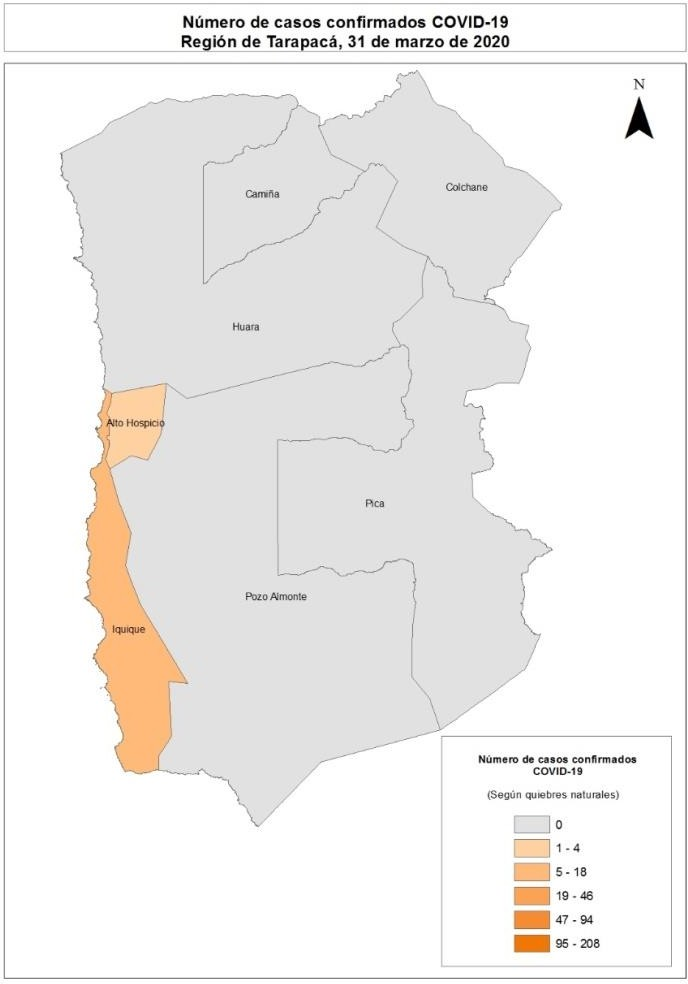 Número de casos confirmados COVID-19
Región de Tarapacá, 31 de marzo de 2020
N
Camiña
Colchane
Huara
Alto Hospicio
Pica
Pozo Almonte
Iquique
Número de casos confirmados
COVID-19
(Según quiebres naturales)
0
1 - 4
5 - 18
19 - 46
47 - 94
95 - 208